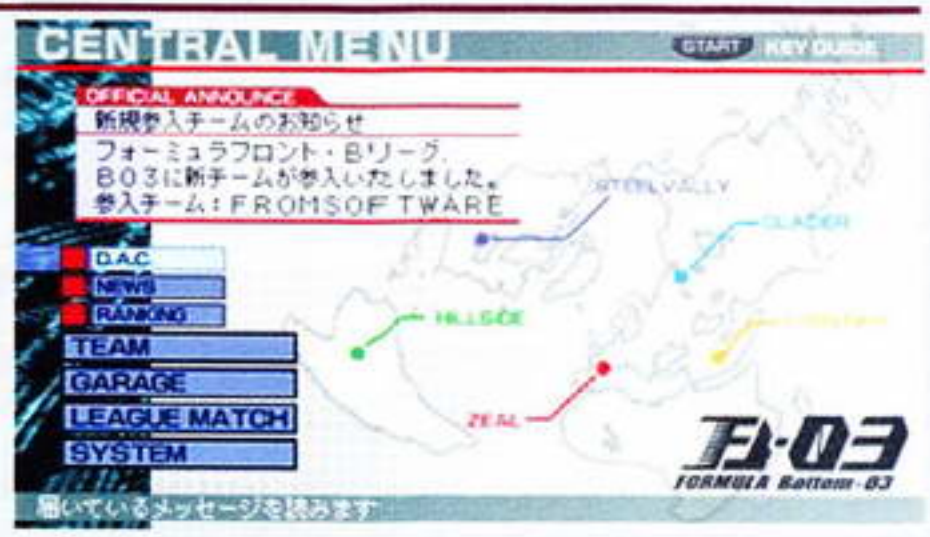 CENTRAL MENU
START KEY GUIDE
OFFICIAL ANNOUNCE
新規参入チームのお知らせ
フォーミュラフロント・Bリーグ、
B03に新チームが参入いたしました。
参入チーム:FROMSOFTWARE
STEELVALLY
GLADER
D.A.C
NEWS
RANKING
HILLSIDE
TEAM
GARAGE
LEAGUE MATCH
ZEAL
SYSTEM
B-03
FORMULA Bottom-03
届いているメッセージを読みます